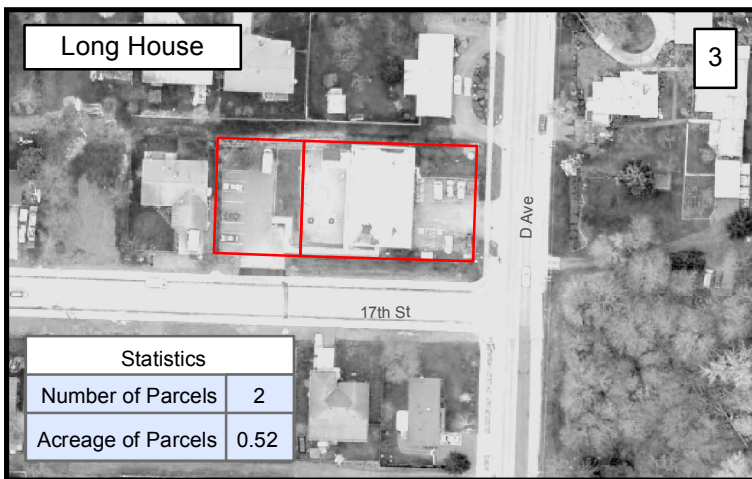 Long House
3
D Ave
17th St
Statistics
Number of Parcels 2
Acreage of Parcels 0.52